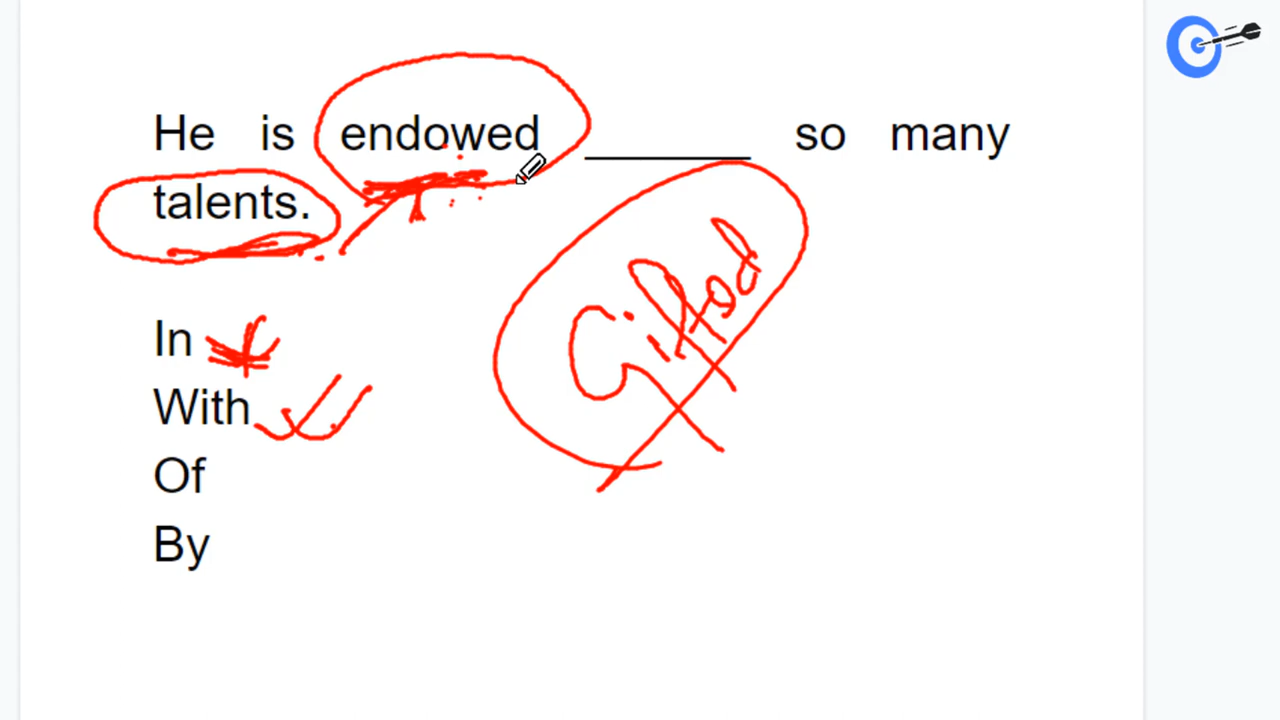 He is endowed ________ so many
talents.
Gifted
In
With
Of
By